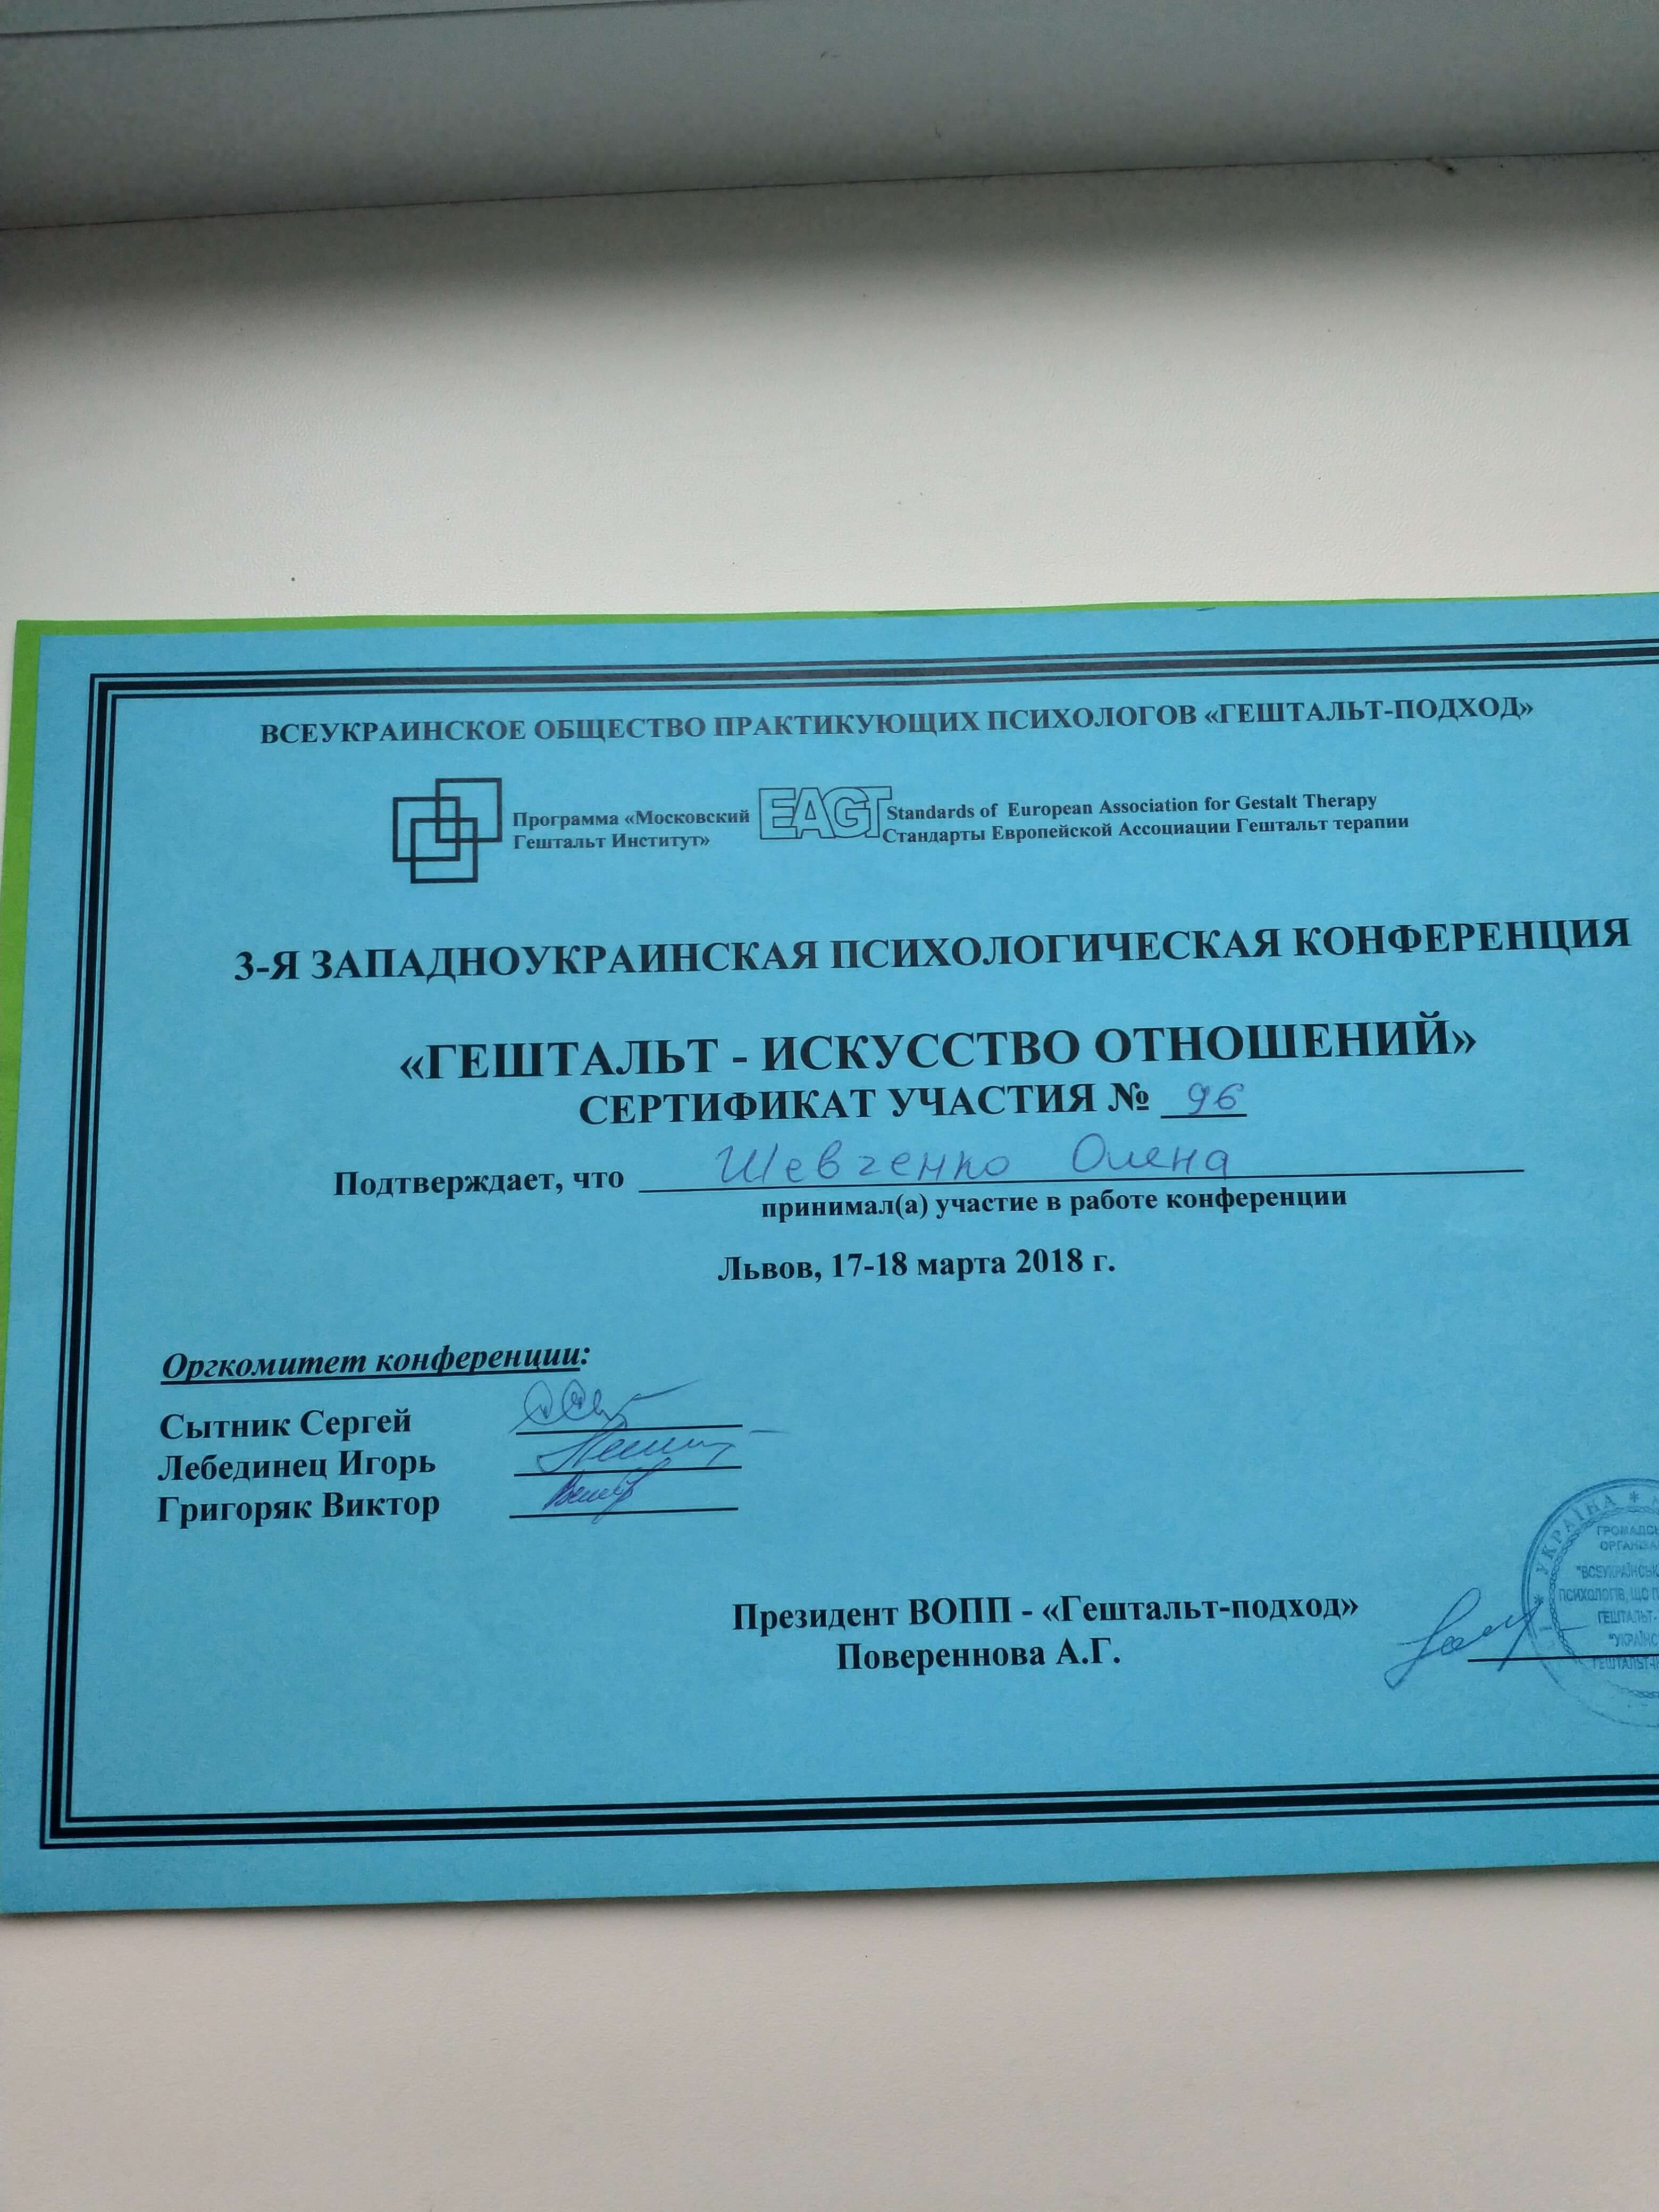 ВСЕУКРАИНСКОЕ ОБЩЕСТВО ПРАКТИКУЮЩИХ ПСИХОЛОГОВ «ГЕШТАЛЬТ-ПОДХОД»
Программа «Московский
Гештальт Институт»
EAGT
Standards of European Association for Gestalt Therapy
Стандарты Европейской Ассоциации Гештальт терапии
3-Я ЗАПАДНОУКРАИНСКАЯ ПСИХОЛОГИЧЕСКАЯ КОНФЕРЕНЦИЯ
«ГЕШТАЛЬТ - ИСКУССТВО ОТНОШЕНИЙ»
СЕРТИФИКАТ УЧАСТИЯ № 96
Подтверждает, что Шевченко Олена
принимал(а) участие в работе конференции
Львов, 17-18 марта 2018 г.
Оргкомитет конференции:
Сытник Сергей
Лебединец Игорь
Григоряк Виктор
Президент ВОПП - «Гештальт-подход»
Повереннова А.Г.
УКРАЇНА